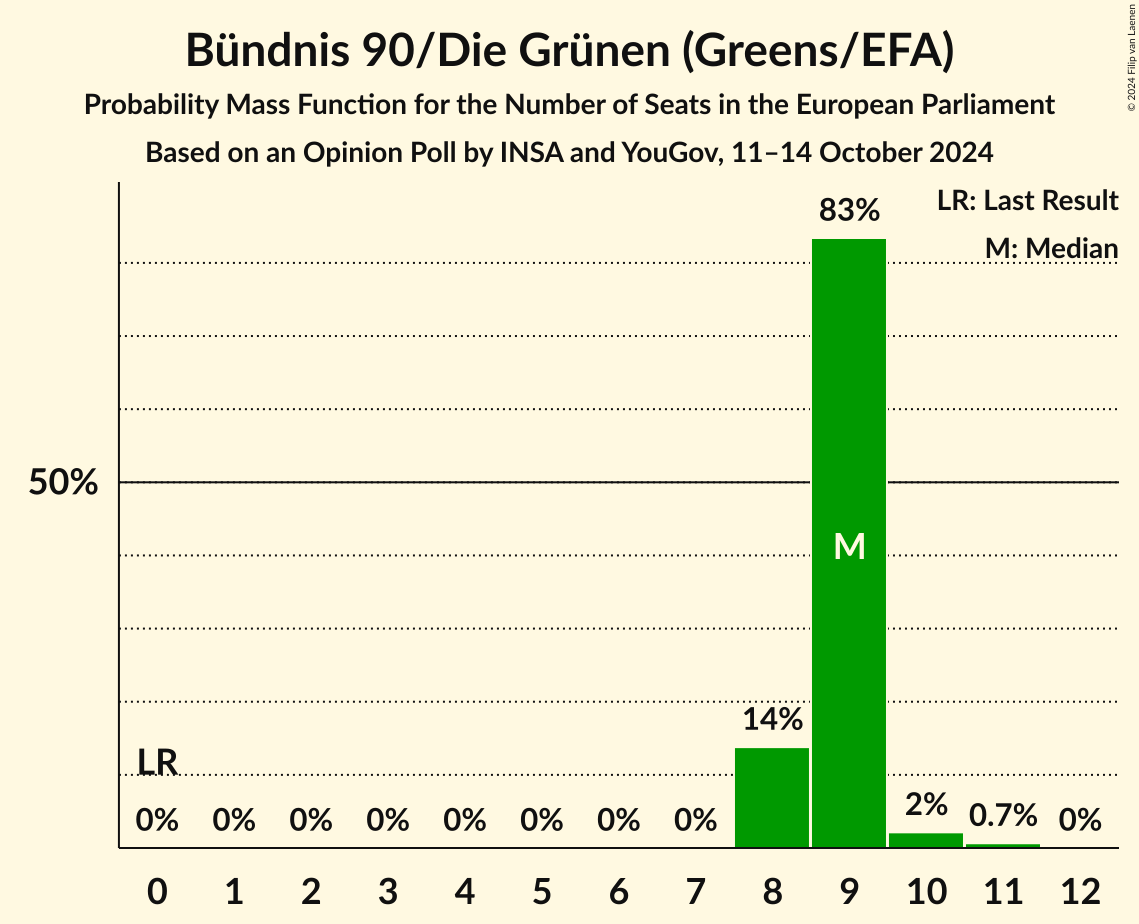 Bündnis 90/Die Grünen (Greens/EFA)
Probability Mass Function for the Number of Seats in the European Parliament
Based on an Opinion Poll by INSA and YouGov, 11–14 October 2024
© 2024 Filip van Laenen
LR: Last Result
M: Median
83%
50%
M
14%
LR
0% 0% 0% 0% 0% 0% 0% 0% 2% 0.7% 0%
0 1 2 3 4 5 6 7 8 9 10 11 12